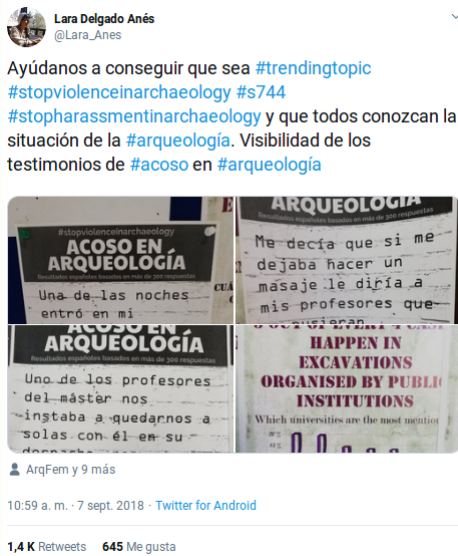 Lara Delgado Anés
@Lara_Anes
Ayúdanos a conseguir que sea #trendingtopic
#stopviolenceinarchaeology #s744
#stopharassmentinarchaeology y que todos conozcan la
situación de la #arqueología. Visibilidad de los
testimonios de #acoso en #arqueología
#stopviolenceinarchaeology
ACOSO EN
ARQUEOLOGÍA
Resultados españoles basados en más de 300 respuestas
Una de las noches
entró en mi
ARQUEOLOGÍA
Resultados españoles basados en más de 300 respuestas
Me decía que si me
dejaba hacer un
masaje le diría a
mis profesores que
ACOSO EN
ARQUEOLOGÍA
Resultados españoles basados en más de 300 respuestas
Uno de los profesores
del máster nos
instaba a quedarnos a
solas con él en su
HAPPEN IN
EXCAVATIONS
ORGANISED BY PUBLI
INSTITUTIONS
Which universities are the most mention
ArqFem y 9 más
10:59 a. m. · 7 sept. 2018 · Twitter for Android
1,4 K Retweets 645 Me gusta